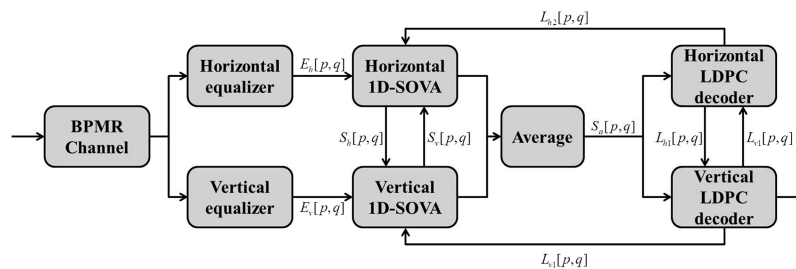 L_{h2}[p,q]
Horizontal
equalizer
E_h[p,q]
Horizontal
1D-SOVA
Horizontal
LDPC
decoder
BPMR
Channel
S_h[p,q]
S_v[p,q]
Average
S_a[p,q]
L_{h1}[p,q]
L_{v1}[p,q]
Vertical
equalizer
E_v[p,q]
Vertical
1D-SOVA
Vertical
LDPC
decoder
L_{v1}[p,q]